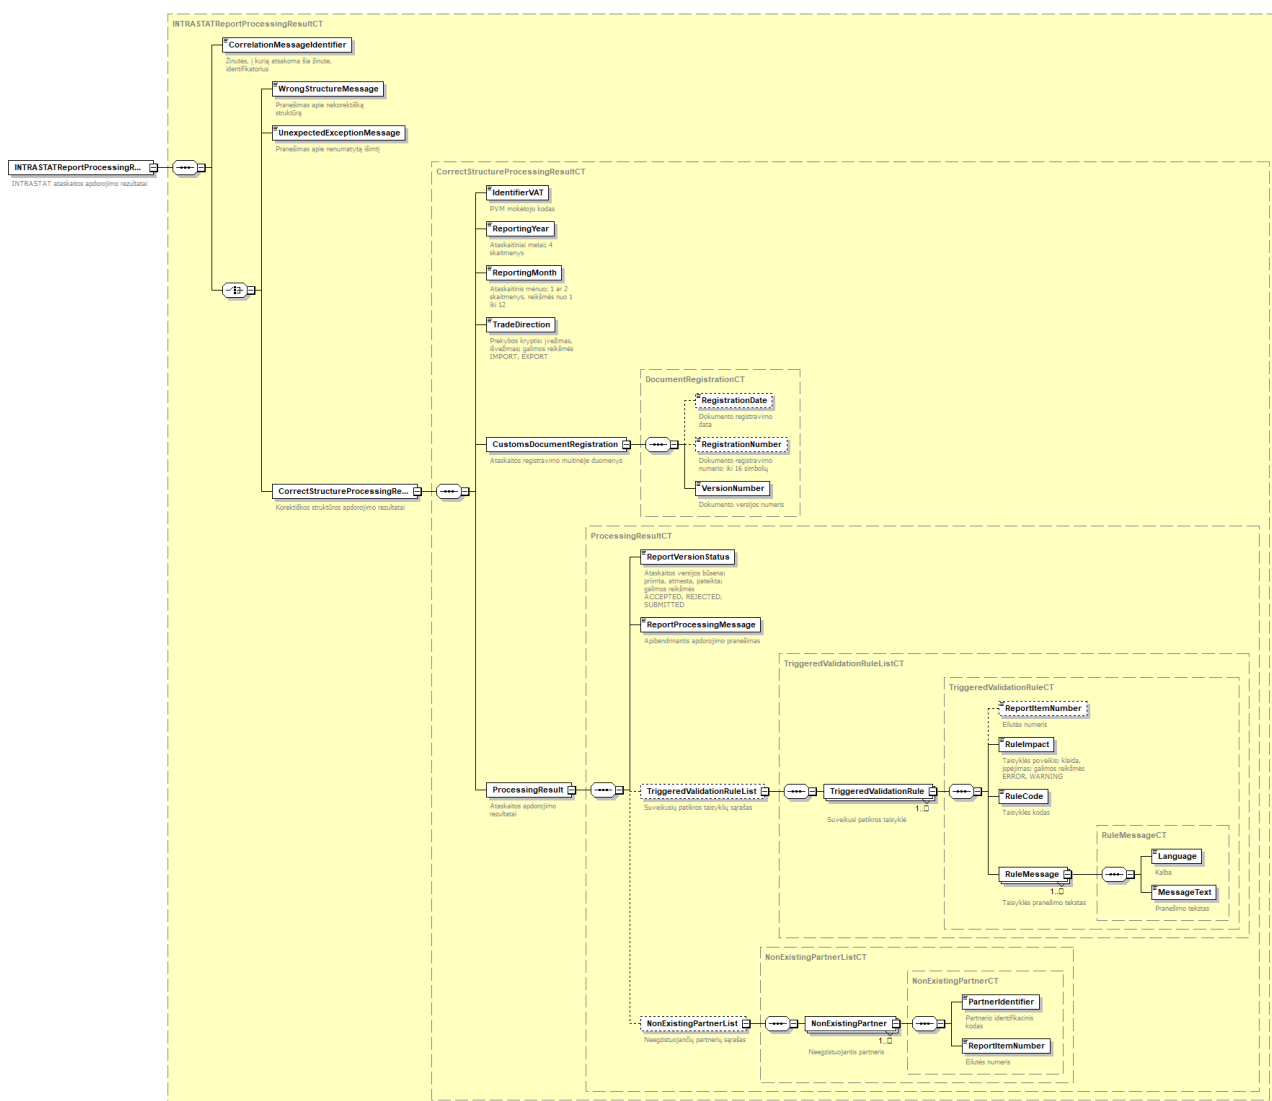 INTRASTATReportProcessingResultCT
CorrelationMessageIdentifier
Žinutės, į kurią atsakoma šia žinute,
identifikatorius
WrongStructureMessage
Pranešimas apie nekorektišką
struktūrą
UnexpectedExceptionMessage
Pranešimas apie nenumatytą išimtį
INTRASTATReportProcessingR...
INTRASTAT ataskaitos apdorojimo rezultatai
CorrectStructureProcessingResultCT
IdentifierVAT
PVM mokėtojo kodas
ReportingYear
Ataskaitiniai metai; 4
skaitmenys
ReportingMonth
Ataskaitinis mėnuo; 1 ar 2
skaitmenys, reikšmės nuo 1
iki 12
TradeDirection
Prekybos kryptis: įvežimas,
išvežimas; galimos reikšmės
IMPORT, EXPORT
DocumentRegistrationCT
RegistrationDate
Dokumento registravimo
data
CustomsDocumentRegistration
Ataskaitos registravimo muitinėje duomenys
RegistrationNumber
Dokumento registravimo
numeris; iki 16 simbolių
VersionNumber
Dokumento versijos numeris
CorrectStructureProcessingRe...
Korektiškos struktūros apdorojimo rezultatai
ProcessingResultCT
ReportVersionStatus
Ataskaitos versijos būsena:
priimta, atmesta, pateikta;
galimos reikšmės
ACCEPTED, REJECTED,
SUBMITTED
ReportProcessingMessage
Apibendrinantis apdorojimo pranešimas
TriggeredValidationRuleListCT
TriggeredValidationRuleCT
ReportItemNumber
Eilutės numeris
RuleImpact
Taisyklės poveikis: klaida,
įspėjimas; galimos reikšmės
ERROR, WARNING
ProcessingResult
Ataskaitos apdorojimo
rezultatai
TriggeredValidationRuleList
Suveikusių patikros taisyklių sąrašas
TriggeredValidationRule
1..
Suveikusi patikros taisyklė
RuleCode
Taisyklės kodas
RuleMessageCT
Language
Kalba
RuleMessage
1..
Taisyklės pranešimo tekstas
MessageText
Pranešimo tekstas
NonExistingPartnerListCT
NonExistingPartnerCT
PartnerIdentifier
Partnerio identifikacinis
kodas
NonExistingPartnerList
Neegzistuojančių partnerių sąrašas
NonExistingPartner
1..
Neegzistuojantis partneris
ReportItemNumber
Eilutės numeris